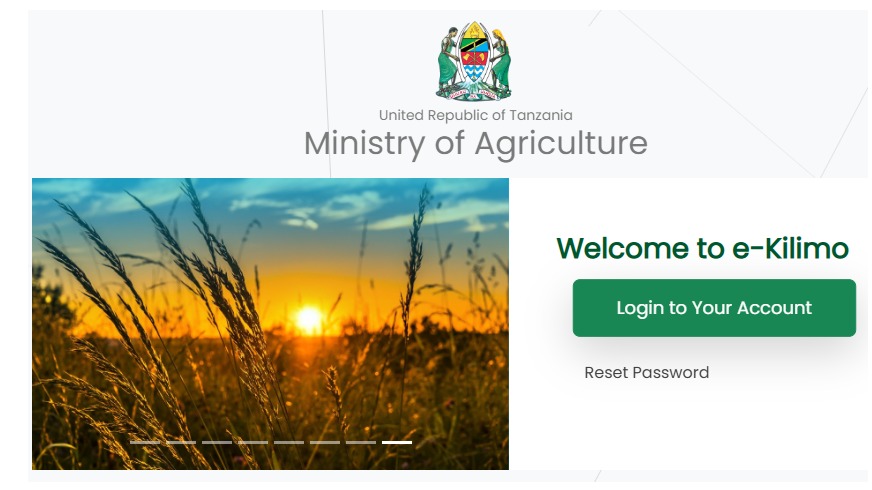 United Republic of Tanzania
Ministry of Agriculture
Welcome to e-Kilimo
Login to Your Account
Reset Password